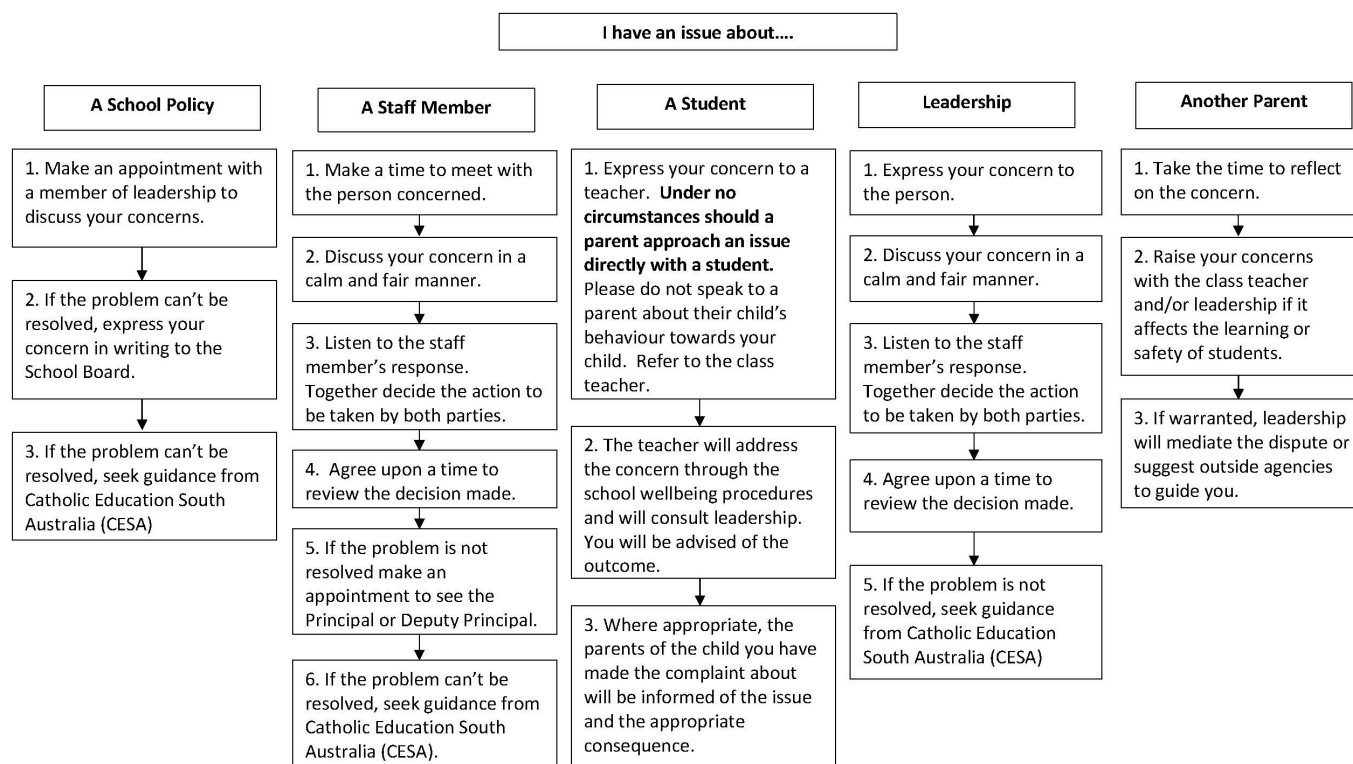 I have an issue about....
A School Policy
1. Make an appointment with
a member of leadership to
discuss your concerns.
2. If the problem can’t be
resolved, express your
concern in writing to the
School Board.
3. If the problem can’t be
resolved, seek guidance from
Catholic Education South
Australia (CESA)
A Staff Member
1. Make a time to meet with
the person concerned.
2. Discuss your concern in
a calm and fair manner.
3. Listen to the staff
member’s response.
Together decide the action to
be taken by both parties.
4. Agree upon a time to
review the decision made.
5. If the problem is not
resolved make an
appointment to see the
Principal or Deputy Principal.
6. If the problem can’t be
resolved, seek guidance from
Catholic Education South
Australia (CESA).
A Student
1. Express your concern to a
teacher. Under no
circumstances should a
parent approach an issue
directly with a student.
Please do not speak to a
parent about their child’s
behaviour towards your
child. Refer to the class
teacher.
2. The teacher will address
the concern through the
school wellbeing procedures
and will consult leadership.
You will be advised of the
outcome.
3. Where appropriate, the
parents of the child you have
made the complaint about
will be informed of the issue
and the appropriate
consequence.
Leadership
1. Express your concern to
the person.
2. Discuss your concern in a
calm and fair manner.
3. Listen to the staff
member’s response.
Together decide the action
to be taken by both parties.
4. Agree upon a time to
review the decision made.
5. If the problem is not
resolved, seek guidance
from Catholic Education
South Australia (CESA)
Another Parent
1. Take the time to reflect
on the concern.
2. Raise your concerns
with the class teacher
and/or leadership if it
affects the learning or
safety of students.
3. If warranted, leadership
will mediate the dispute or
suggest outside agencies
to guide you.